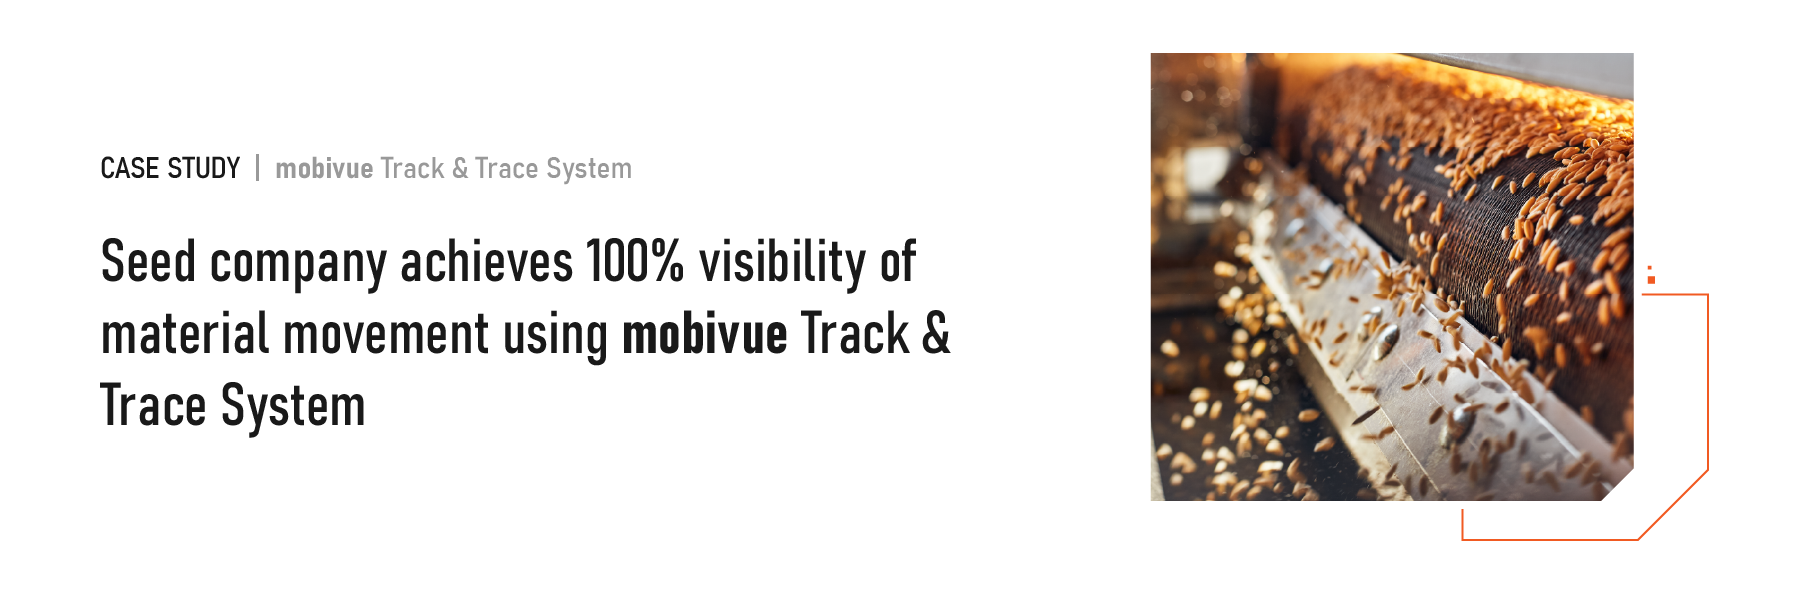 CASE STUDY | mobivue Track & Trace System
Seed company achieves 100% visibility of
material movement using mobivue Track &
Trace System